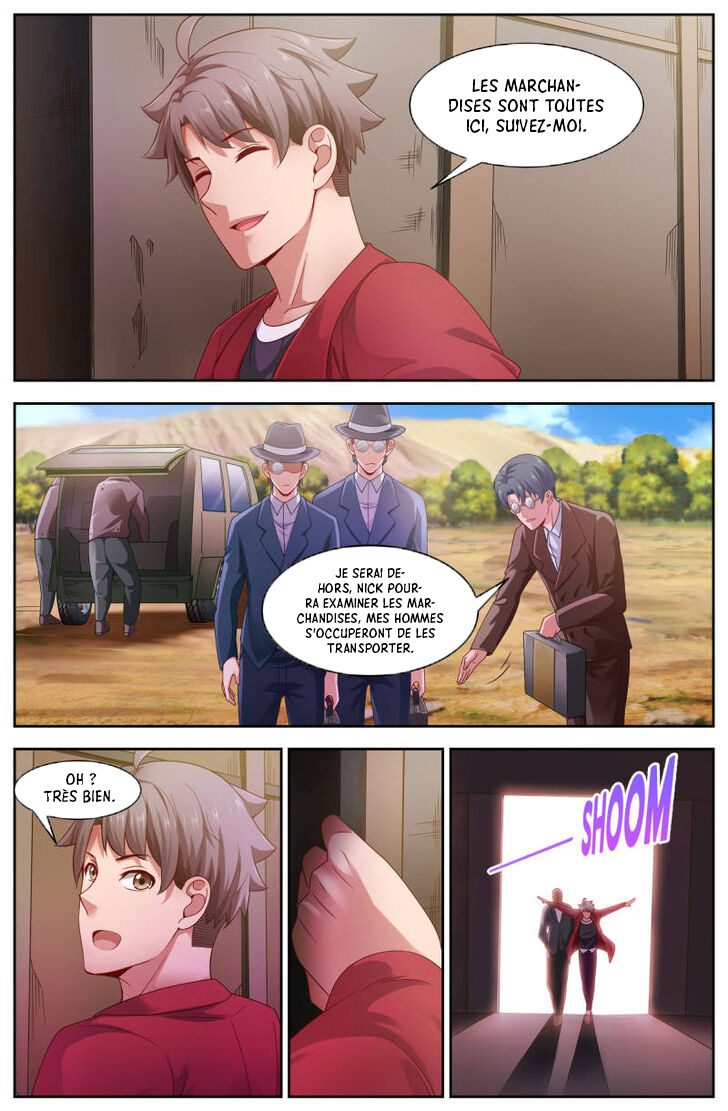 LES MARCHAN-
DISES SONT TOUTES
ICI, SUIVEZ-MOI.
JE SERAI DE-
HORS, NICK POUR-
RA EXAMINER LES MAR-
CHANDISES, MES HOMMES
S'OCCUPERONT DE LES
TRANSPORTER.
OH ?
TRÈS BIEN.
SHOOM